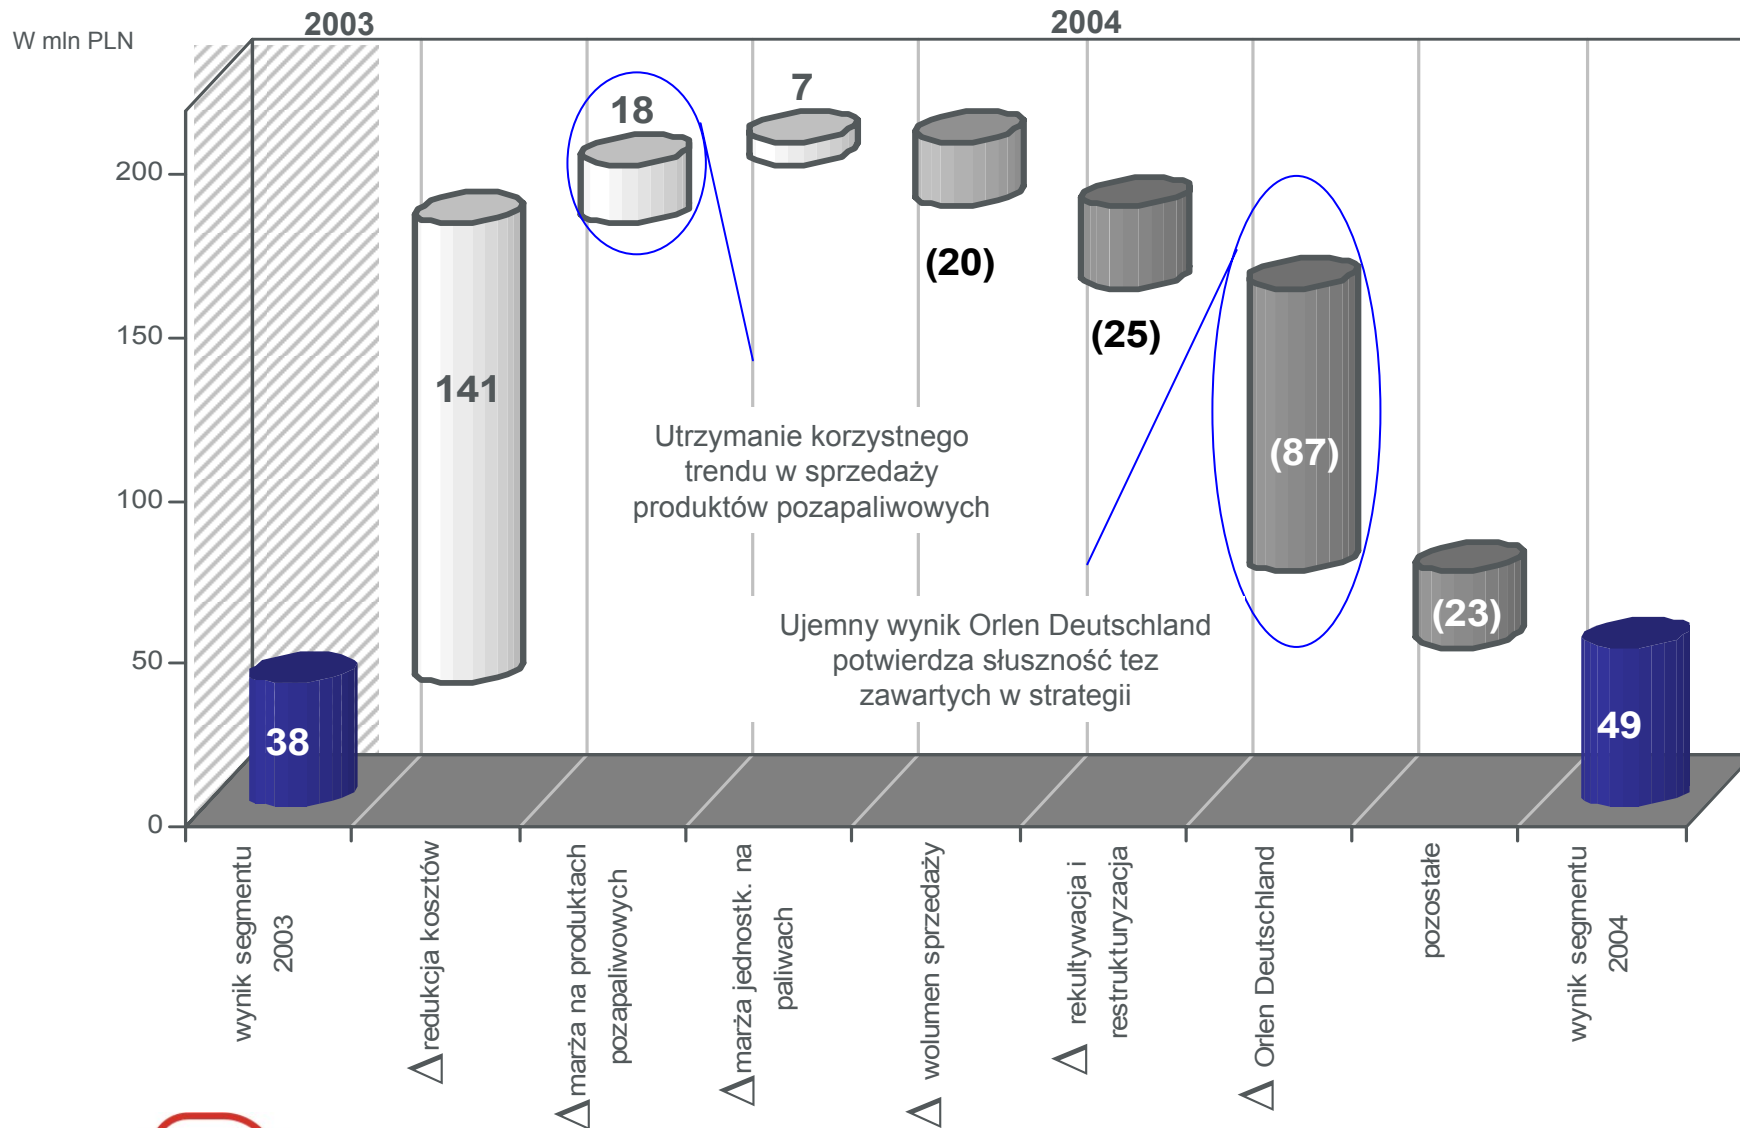 2003
2004
W mln PLN
200
150
100
50
0
38
141
18
7
(20)
(25)
(87)
(23)
49
Utrzymanie korzystnego
trendu w sprzedaży
produktów pozapaliwowych
Ujemny wynik Orlen Deutschland
potwierdza słuszność tez
zawartych w strategii
wynik segmentu
2003
△ redukcja kosztów
△ marża na produktach
pozapaliwowych
△ marża jednostk. na
paliwach
△ wolumen sprzedaży
△ rekultywacja i
restrukturyzacja
△ Orlen Deutschland
pozostałe
wynik segmentu
2004